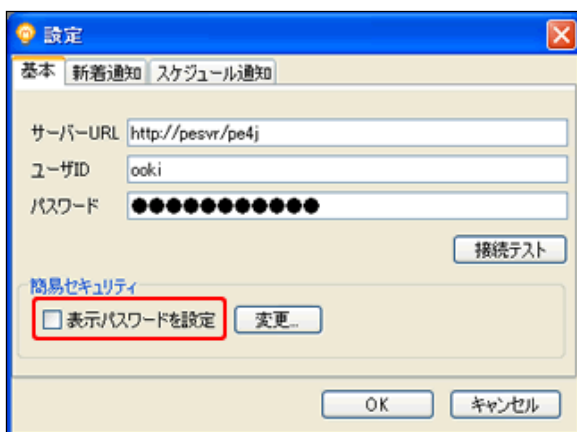 設定
基本 新着通知 スケジュール通知
サーバーURL http://pesvr/pe4j
ユーザID ooki
パスワード ●●●●●●●●●●●
接続テスト
簡易セキュリティ
表示パスワードを設定 変更...
OK キャンセル